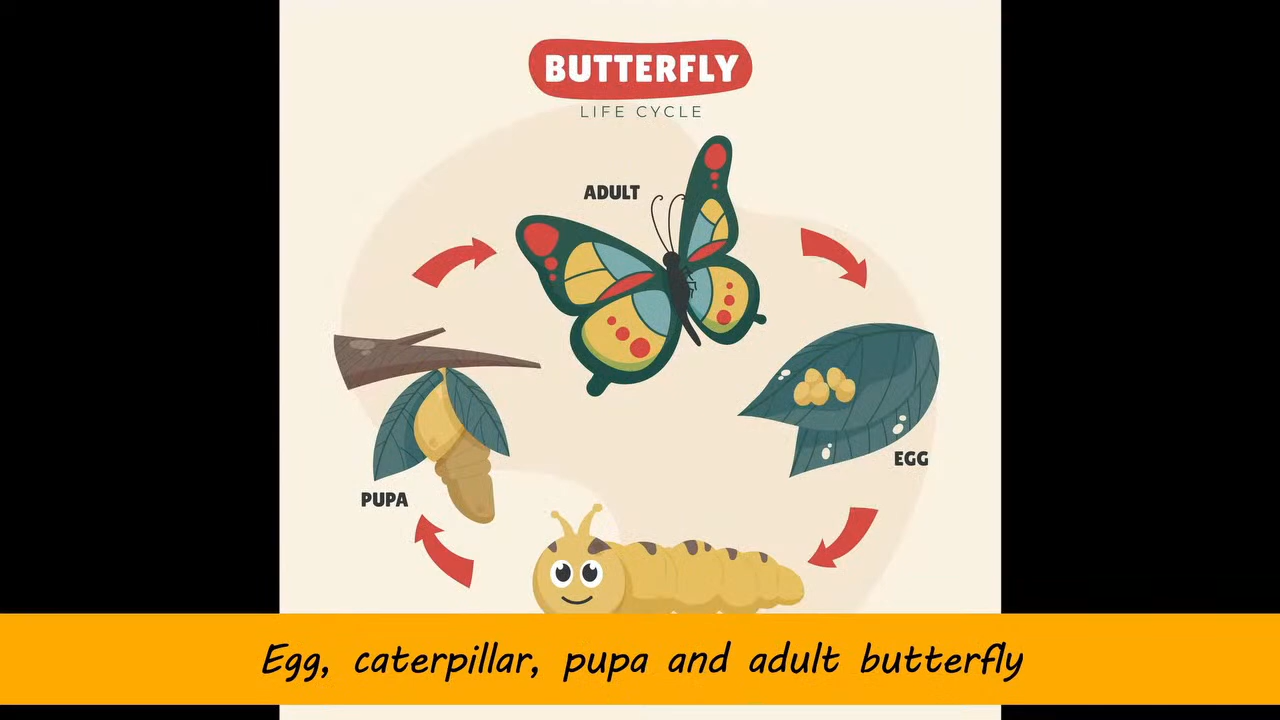 BUTTERFLY
LIFE CYCLE
ADULT
EGG
PUPA
Egg, caterpillar, pupa and adult butterfly